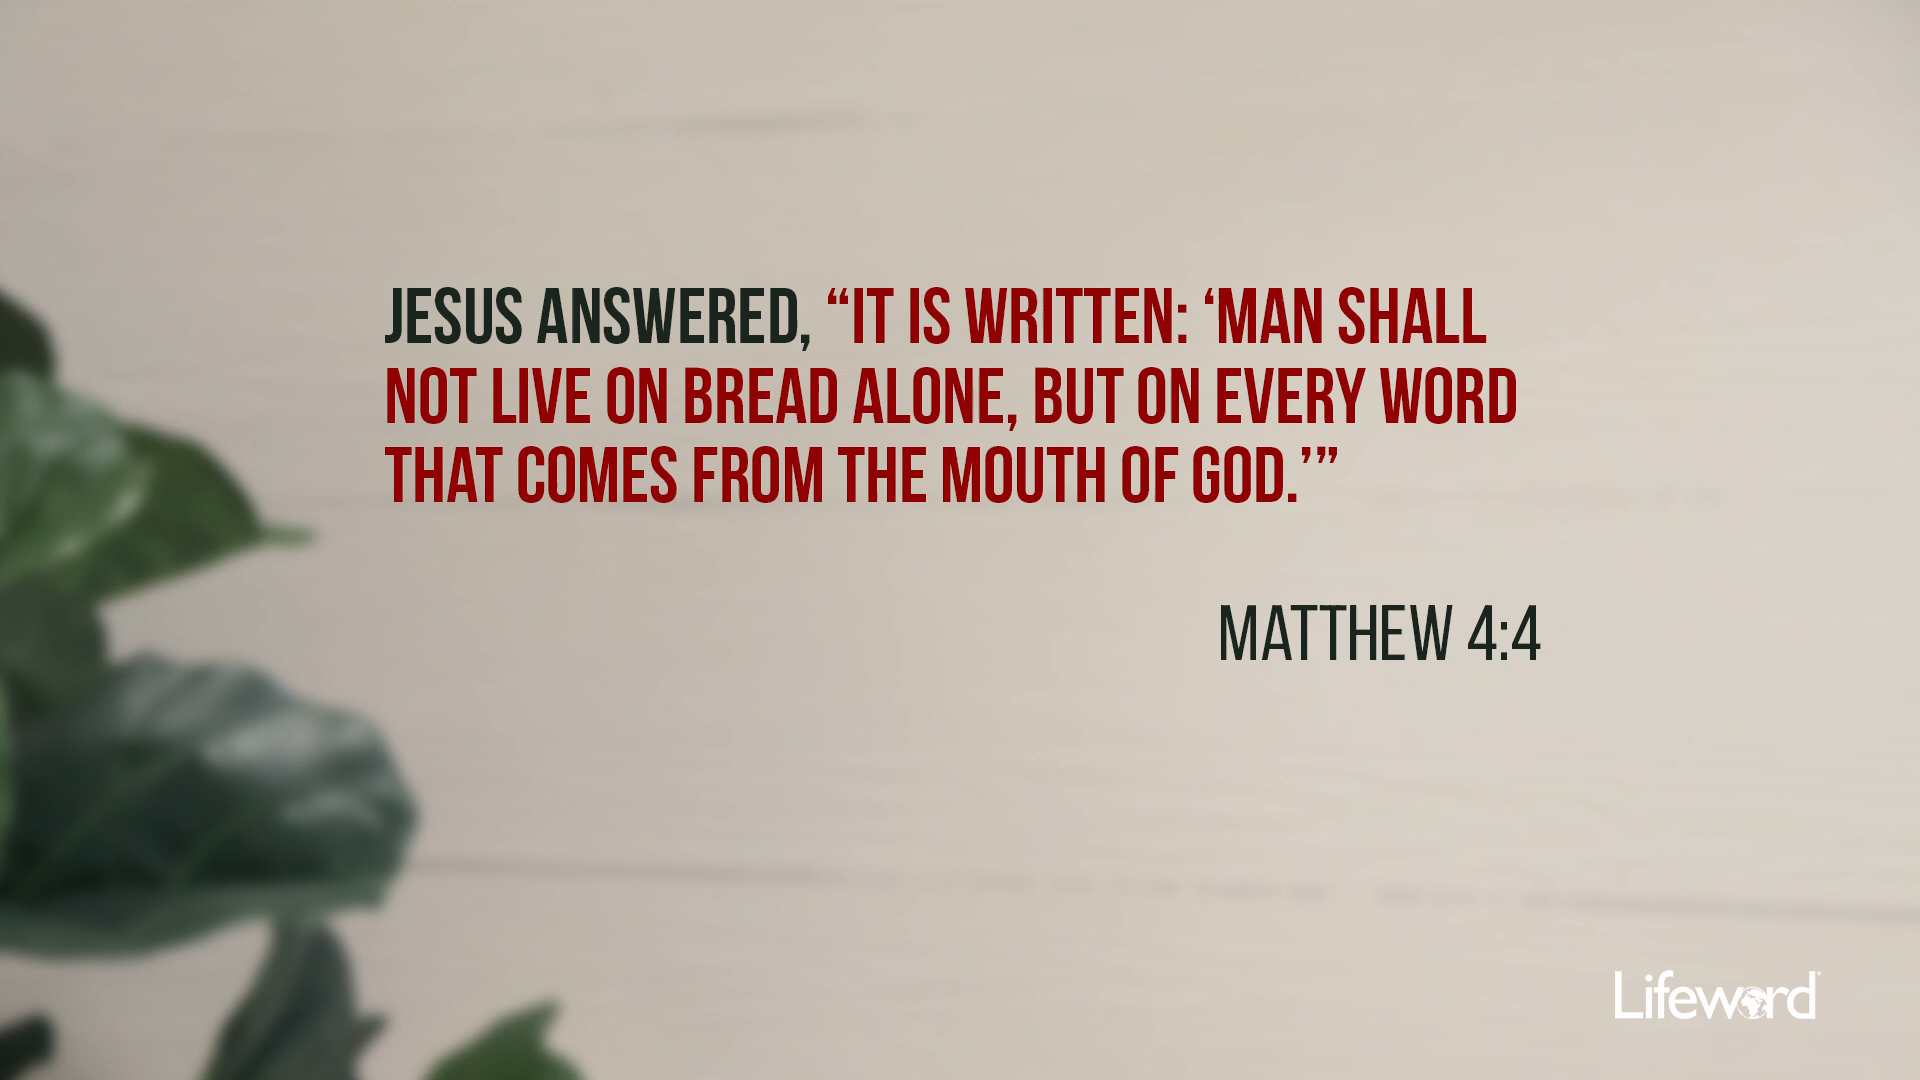 JESUS ANSWERED, “IT IS WRITTEN: ‘MAN SHALL
NOT LIVE ON BREAD ALONE, BUT ON EVERY WORD
THAT COMES FROM THE MOUTH OF GOD.’”
MATTHEW 4:4
Lifeword